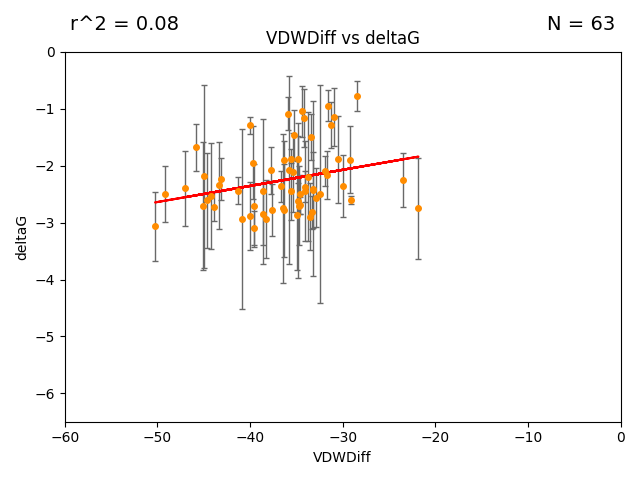 r^2 = 0.08
N = 63
VDWDiff vs deltaG
0
−1
−2
−3
−4
−5
−6
deltaG
−60 −50 −40 −30 −20 −10 0
VDWDiff